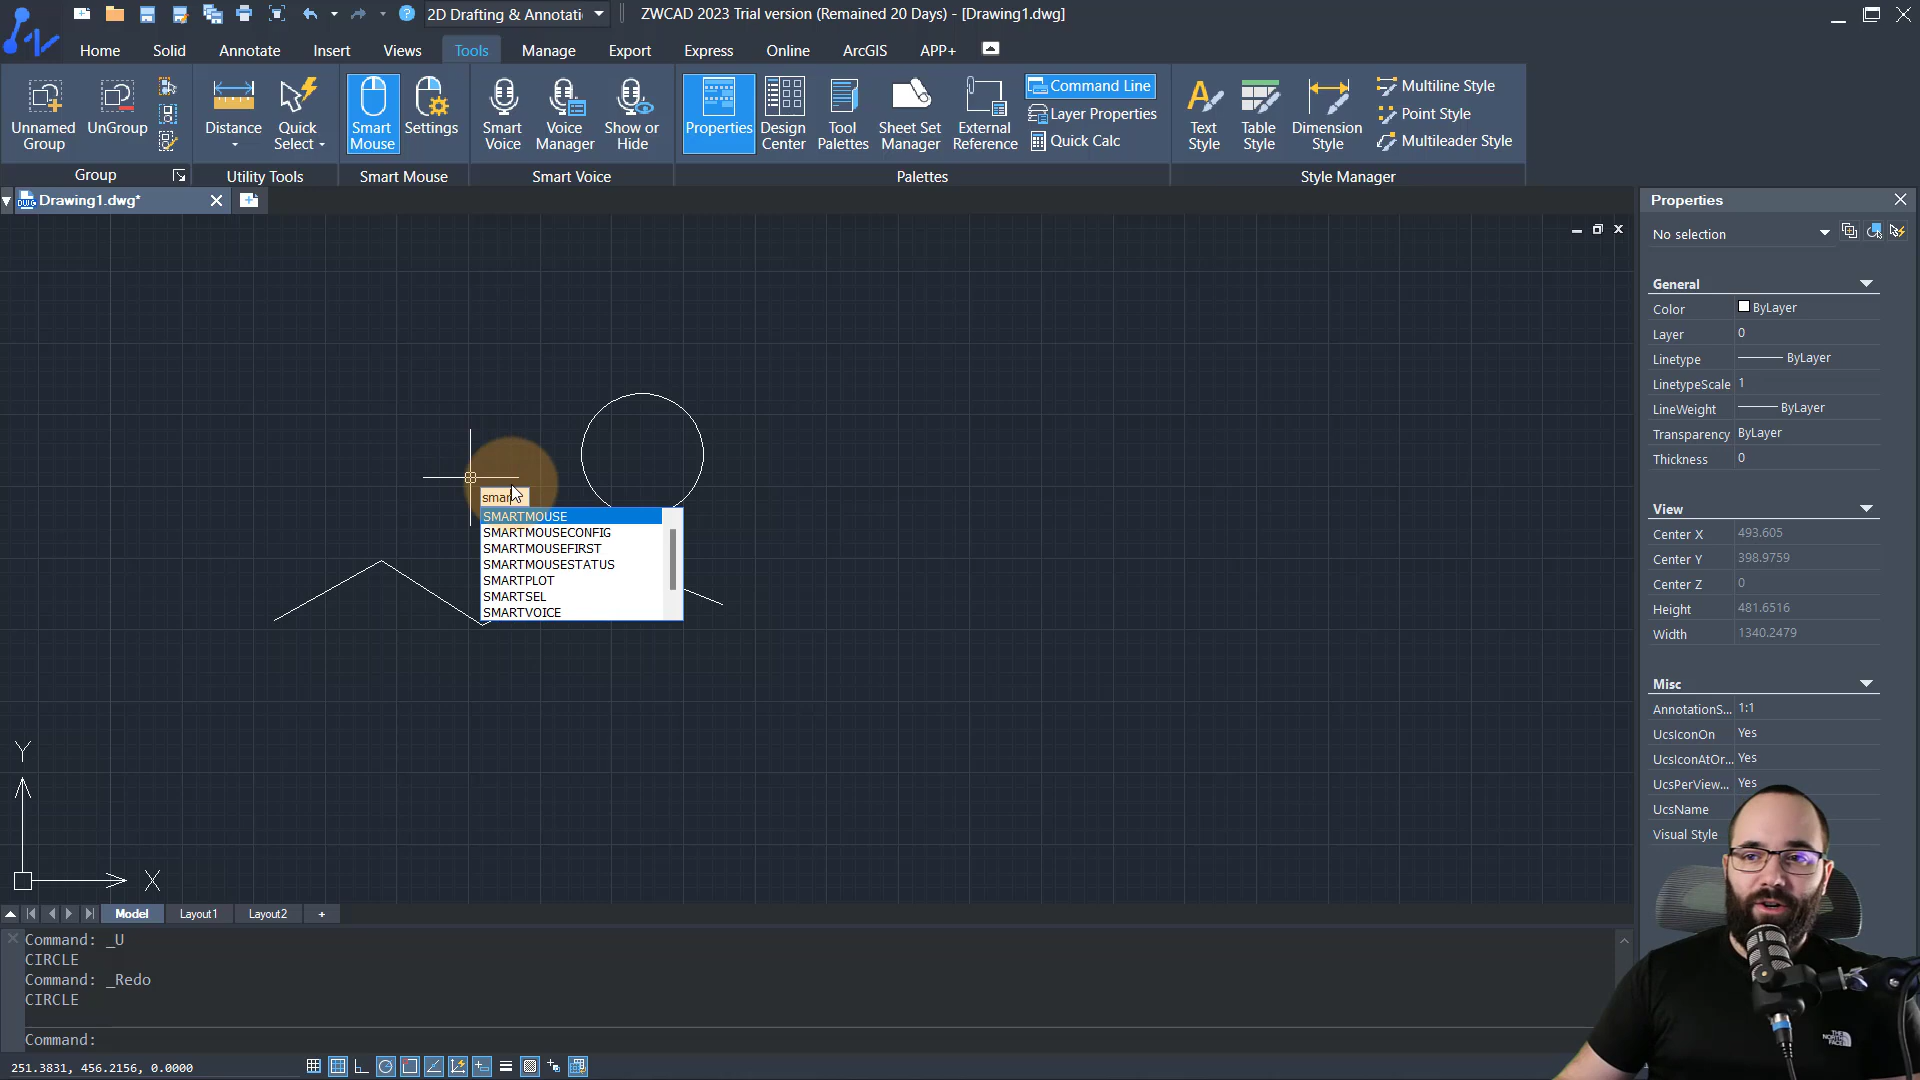 2D Drafting & Annotati
ZWCAD 2023 Trial version (Remained 20 Days) - [Drawing1.dwg]
Home Solid Annotate Insert Views Tools Manage Export Express Online ArcGIS APP+
Unnamed Group
UnGroup
Distance
Quick Select
Smart Mouse
Settings
Smart Voice
Voice Manager
Show or Hide
Properties
Design Center
Tool Palettes
Sheet Set Manager
External Reference
Command Line
Layer Properties
Quick Calc
Text Style
Table Style
Dimension Style
Multiline Style
Point Style
Multileader Style
Group Utility Tools Smart Mouse Smart Voice Palettes Style Manager
Drawing1.dwg*
SMARTMOUSE
SMARTMOUSECONFIG
SMARTMOUSEFIRST
SMARTMOUSESTATUS
SMARTPLOT
SMARTSEL
SMARTVOICE
Y
X
Properties
No selection
General
Color ByLayer
Layer 0
Linetype ByLayer
LinetypeScale 1
LineWeight ByLayer
Transparency ByLayer
Thickness 0
View
Center X 493.605
Center Y 398.9759
Center Z 0
Height 481.6516
Width 1340.2479
Misc
AnnotationS... 1:1
UcsIconOn Yes
UcsIconAtOr... Yes
UcsPerView... Yes
UcsName
Visual Style
Model Layout1 Layout2 +
Command: _U
CIRCLE
Command: _Redo
CIRCLE
Command:
251.3831, 456.2156, 0.0000
THE NORTH FACE